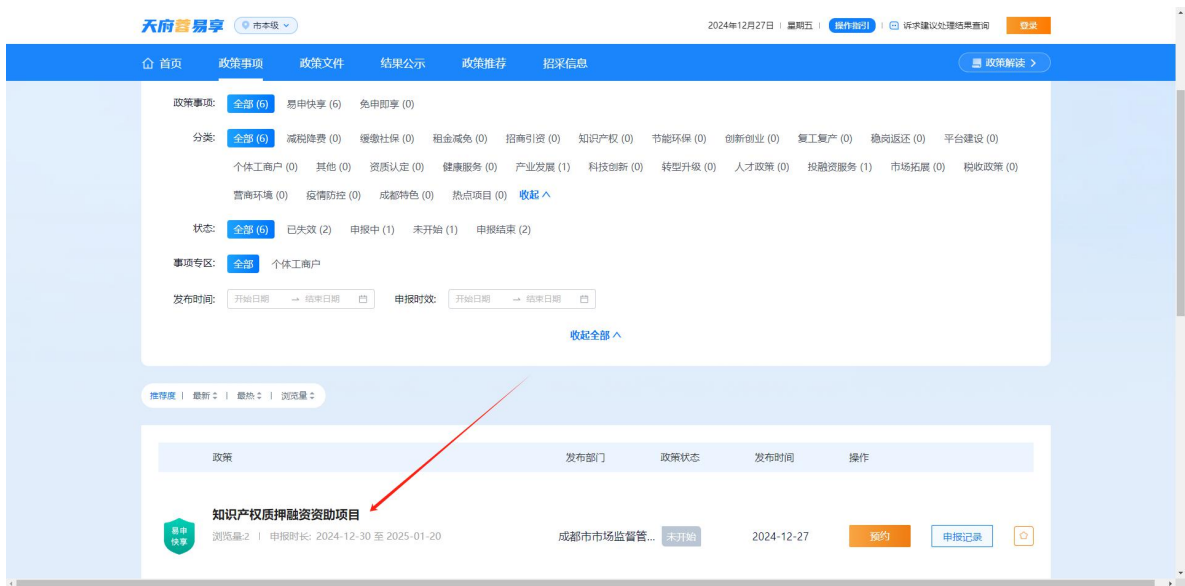 天府蓉易享 市本级 2024年12月27日 | 星期五 | 操作指引 | 诉求建议处理结果查询 登录
首页 政策事项 政策文件 结果公示 政策推荐 招采信息 政策解读
政策事项: 全部 (6) 易申快享 (6) 免申即享 (0)
分类: 全部 (6) 减税降费 (0) 缓缴社保 (0) 租金减免 (0) 招商引资 (0) 知识产权 (0) 节能环保 (0) 创新创业 (0) 复工复产 (0) 稳岗返还 (0) 平台建设 (0)
个体工商户 (0) 其他 (0) 资质认定 (0) 健康服务 (0) 产业发展 (1) 科技创新 (0) 转型升级 (0) 人才政策 (0) 投融资服务 (1) 市场拓展 (0) 税收政策 (0)
营商环境 (0) 疫情防控 (0) 成都特色 (0) 热点项目 (0) 收起
状态: 全部 (6) 已失效 (2) 申报中 (1) 未开始 (1) 申报结束 (2)
事项专区: 全部 个体工商户
发布时间: 开始日期 → 结束日期 申报时效: 开始日期 → 结束日期
收起全部
推荐度 | 最新 | 最热 | 浏览量
政策 发布部门 政策状态 发布时间 操作
知识产权质押融资资助项目
易申快享 浏览量:2 | 申报时长: 2024-12-30 至 2025-01-20 成都市市场监督管... 未开始 2024-12-27 预约 申报记录